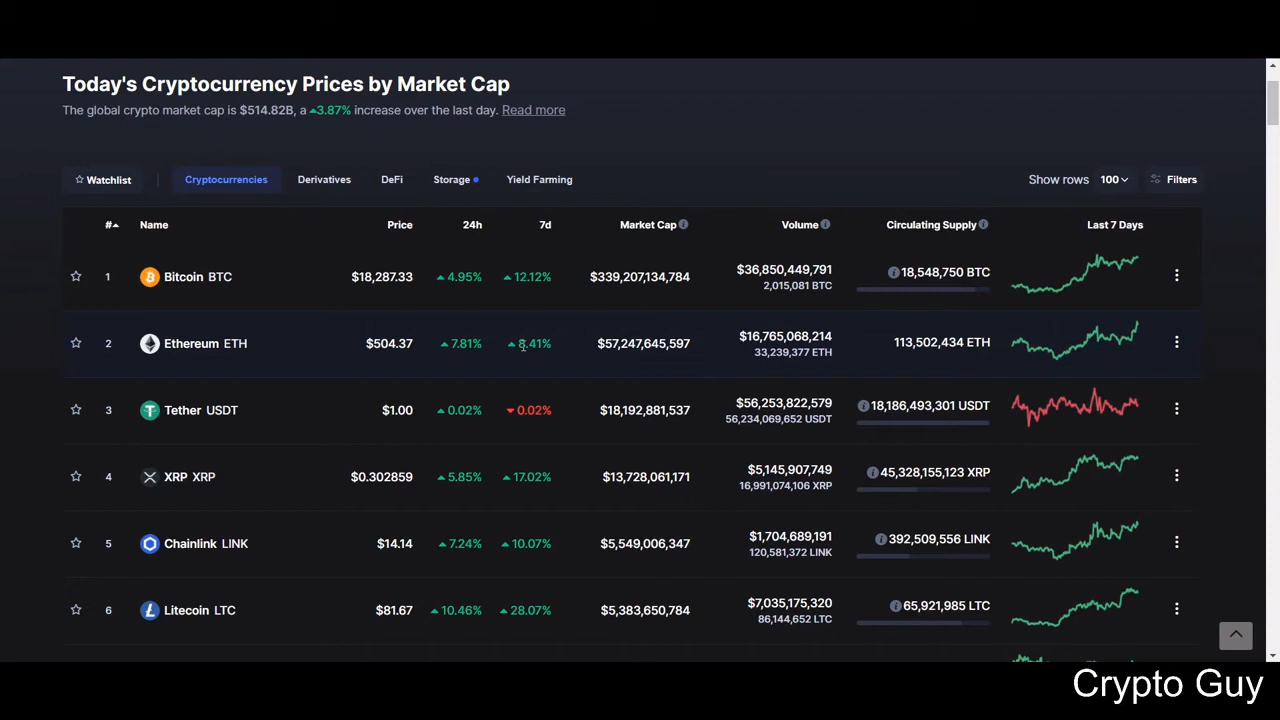 Today's Cryptocurrency Prices by Market Cap
The global crypto market cap is $514.82B, a 3.87% increase over the last day. Read more
Watchlist Cryptocurrencies Derivatives DeFi Storage Yield Farming Show rows 100 Filters
# Name Price 24h 7d Market Cap Volume Circulating Supply Last 7 Days
1 Bitcoin BTC $18,287.33 4.95% 12.12% $339,207,134,784 $36,850,449,791 18,548,750 BTC
2,015,081 BTC
2 Ethereum ETH $504.37 7.81% 8.41% $57,247,645,597 $16,765,068,214 113,502,434 ETH
33,239,377 ETH
3 Tether USDT $1.00 0.02% 0.02% $18,192,881,537 $56,253,822,579 18,186,493,301 USDT
56,234,069,652 USDT
4 XRP XRP $0.302859 5.85% 17.02% $13,728,061,171 $5,145,907,749 45,328,155,123 XRP
16,991,074,106 XRP
5 Chainlink LINK $14.14 7.24% 10.07% $5,549,006,347 $1,704,689,191 392,509,556 LINK
120,581,372 LINK
6 Litecoin LTC $81.67 10.46% 28.07% $5,383,650,784 $7,035,175,320 65,921,985 LTC
86,144,652 LTC
Crypto Guy